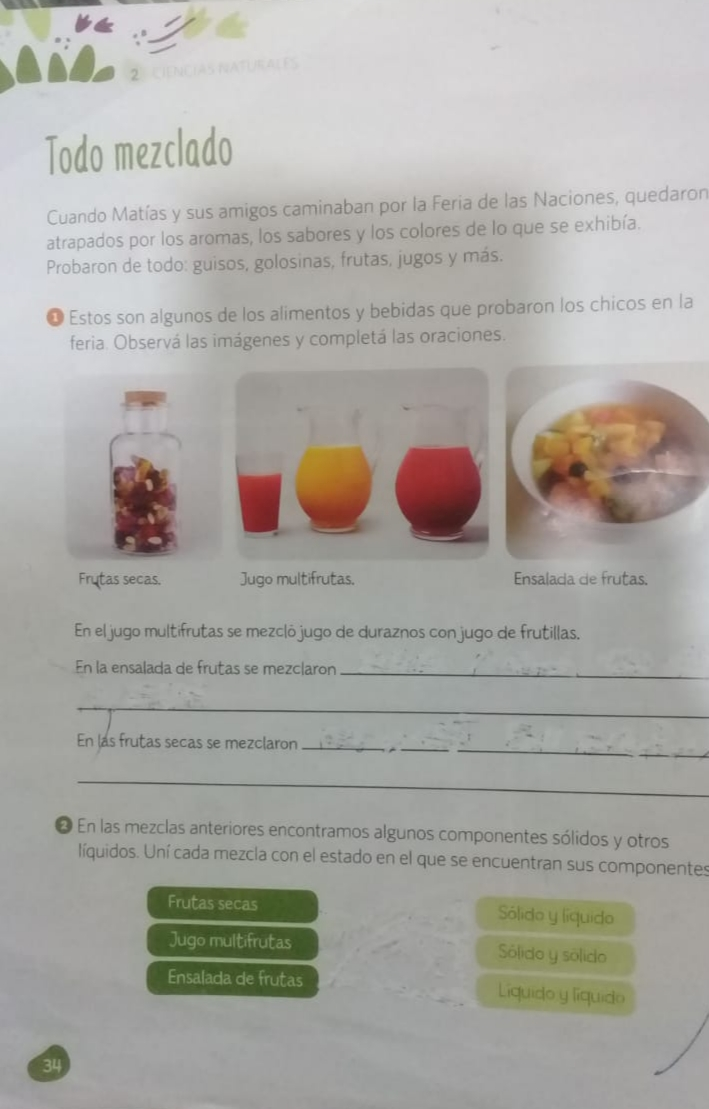 2 CIENCIAS NATURALES
Todo mezclado
Cuando Matías y sus amigos caminaban por la Feria de las Naciones, quedaron
atrapados por los aromas, los sabores y los colores de lo que se exhibía.
Probaron de todo: guisos, golosinas, frutas, jugos y más.
1 Estos son algunos de los alimentos y bebidas que probaron los chicos en la
feria. Observá las imágenes y completá las oraciones.
Frutas secas. Jugo multifrutas. Ensalada de frutas.
En el jugo multifrutas se mezcló jugo de duraznos con jugo de frutillas.
En la ensalada de frutas se mezclaron
En las frutas secas se mezclaron
2 En las mezclas anteriores encontramos algunos componentes sólidos y otros
líquidos. Uní cada mezcla con el estado en el que se encuentran sus componentes
Frutas secas Sólido y líquido
Jugo multifrutas Sólido y sólido
Ensalada de frutas Líquido y líquido
34